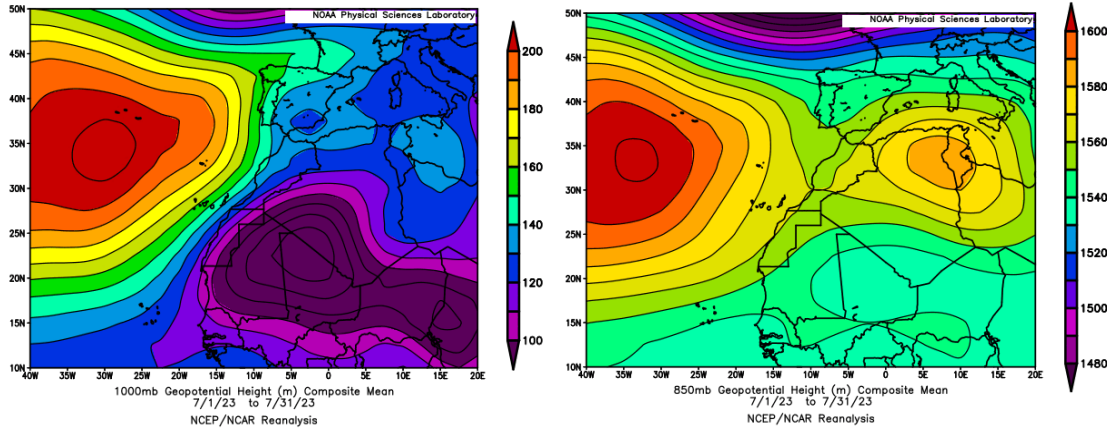 NOAA Physical Sciences Laboratory
50N
45N
40N
35N
30N
25N
20N
15N
10N
40W 35W 30W 25W 20W 15W 10W 5W 0 5E 10E 15E 20E
200
180
160
140
120
100
1000mb Geopotential Height (m) Composite Mean
7/1/23 to 7/31/23
NCEP/NCAR Reanalysis
NOAA Physical Sciences Laboratory
50N
45N
40N
35N
30N
25N
20N
15N
10N
40W 35W 30W 25W 20W 15W 10W 5W 0 5E 10E 15E 20E
1600
1580
1560
1540
1520
1500
1480
850mb Geopotential Height (m) Composite Mean
7/1/23 to 7/31/23
NCEP/NCAR Reanalysis